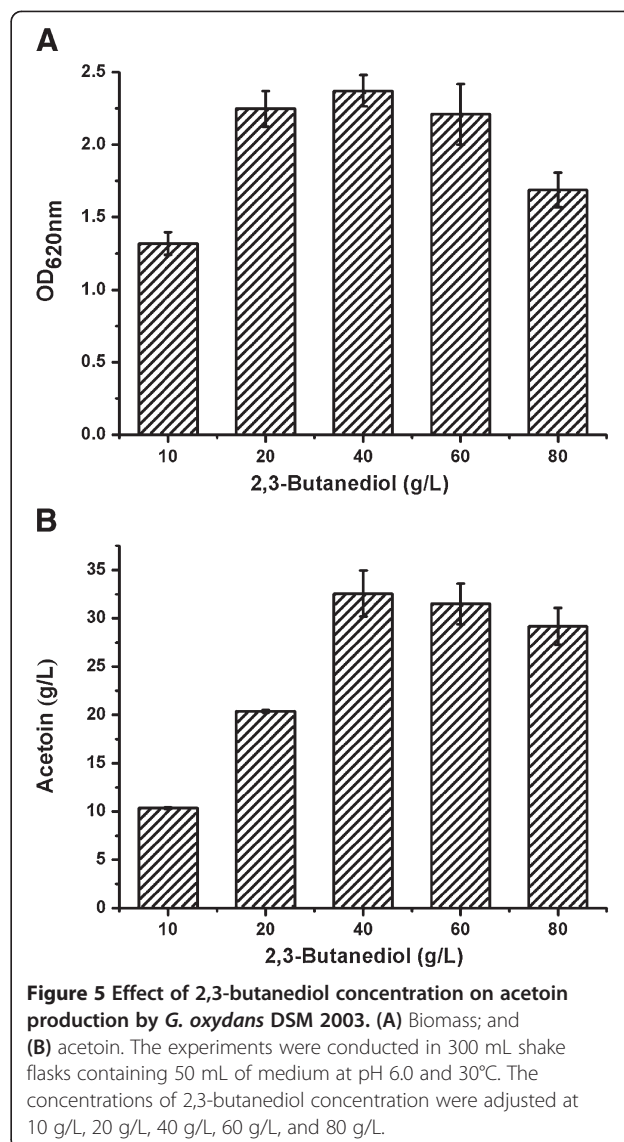 A
2.5
2.0
1.5
1.0
0.5
0.0
OD620nm
10 20 40 60 80
2,3-Butanediol (g/L)
B
35
30
25
20
15
10
5
0
Acetoin (g/L)
10 20 40 60 80
2,3-Butanediol (g/L)
Figure 5 Effect of 2,3-butanediol concentration on acetoin
production by G. oxydans DSM 2003. (A) Biomass; and
(B) acetoin. The experiments were conducted in 300 mL shake
flasks containing 50 mL of medium at pH 6.0 and 30°C. The
concentrations of 2,3-butanediol concentration were adjusted at
10 g/L, 20 g/L, 40 g/L, 60 g/L, and 80 g/L.